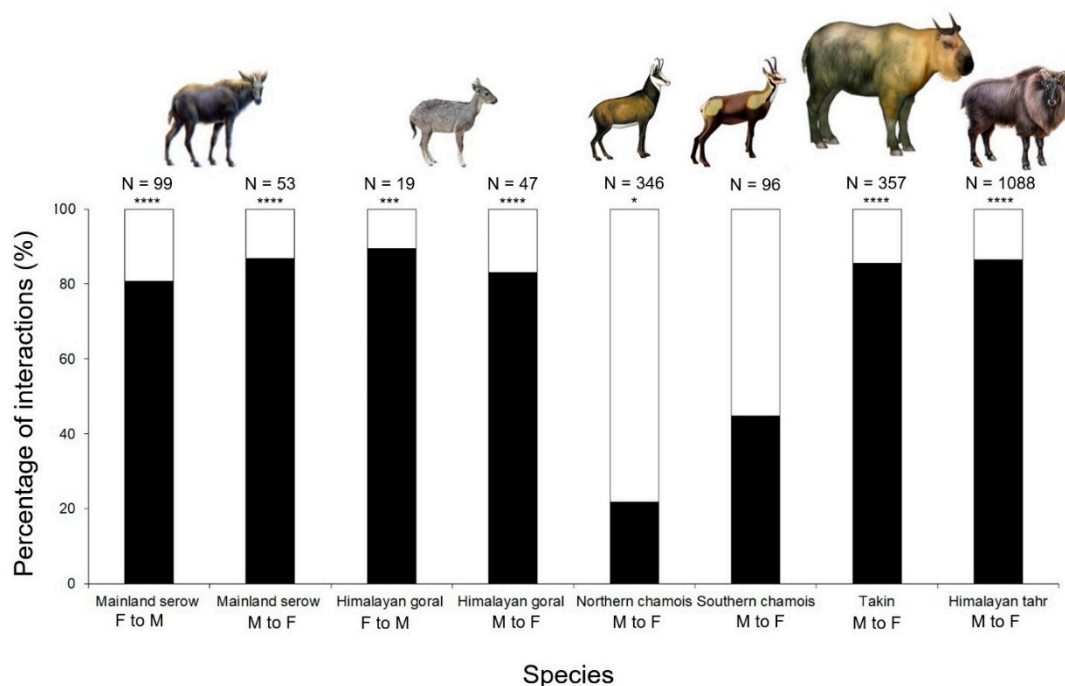 N = 99 N = 53 N = 19 N = 47 N = 346 N = 96 N = 357 N = 1088
**** **** *** **** * **** ****
Percentage of interactions (%)
100
80
60
40
20
0
Mainland serow Mainland serow Himalayan goral Himalayan goral Northern chamois Southern chamois Takin Himalayan tahr
F to M M to F F to M M to F M to F M to F M to F M to F
Species